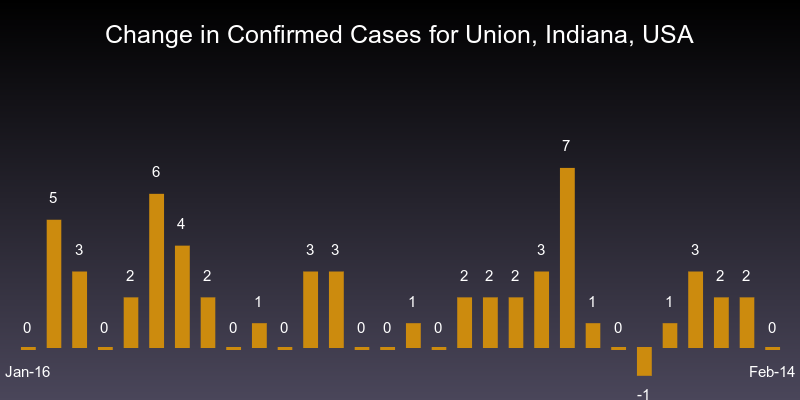 Change in Confirmed Cases for Union, Indiana, USA
0 5 3 0 2 6 4 2 0 1 0 3 3 0 0 1 0 2 2 2 3 7 1 0 -1 1 3 2 2 0
Jan-16 Feb-14